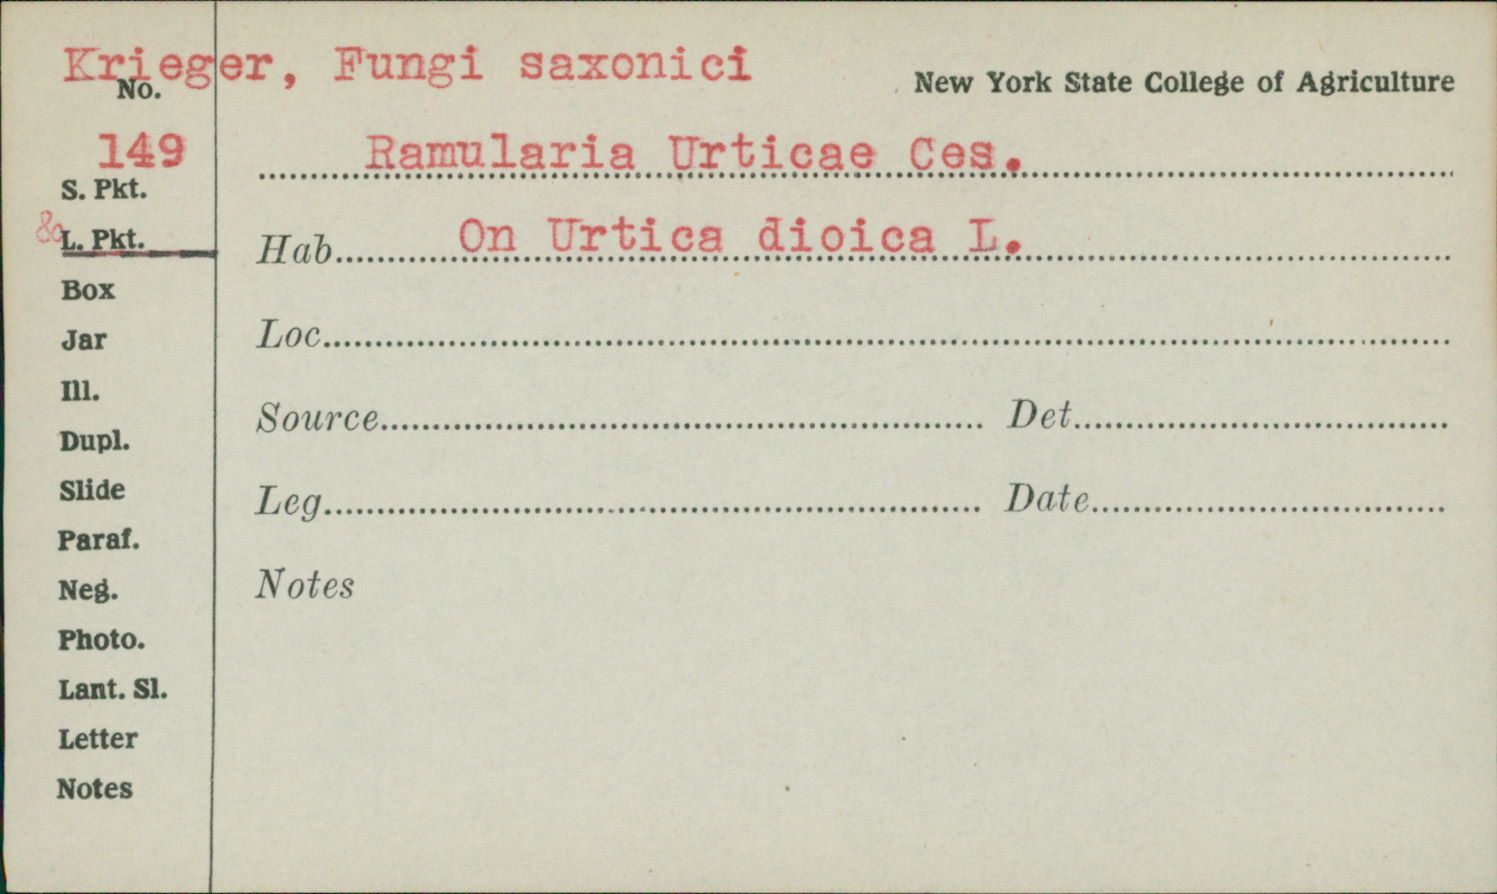 Krieger, Fungi saxonici
No.
New York State College of Agriculture
149
Ramularia Urticae Ces.
S. Pkt.
L. Pkt.
Hab. On Urtica dioica L.
Box
Loc.
Jar
Ill.
Source Det.
Dupl.
Slide
Leg. Date
Paraf.
Neg.
Notes
Photo.
Lant. Sl.
Letter
Notes